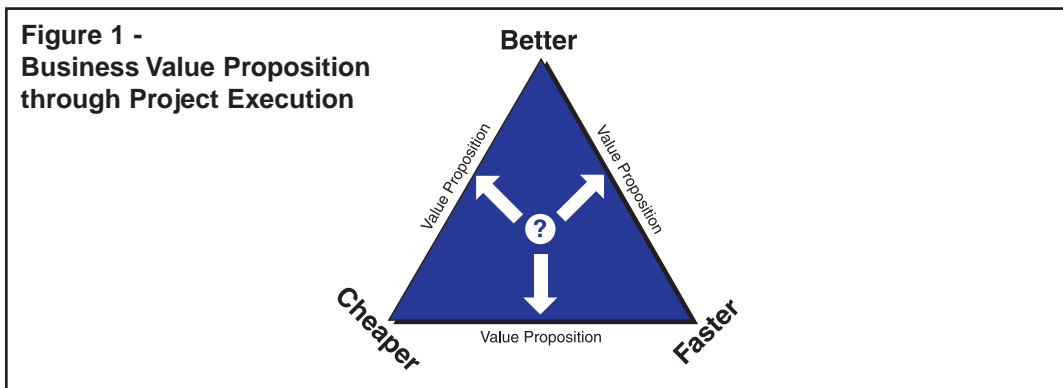 Figure 1 -
Business Value Proposition
through Project Execution
Better
Value Proposition
Value Proposition
?
Cheaper
Value Proposition
Faster